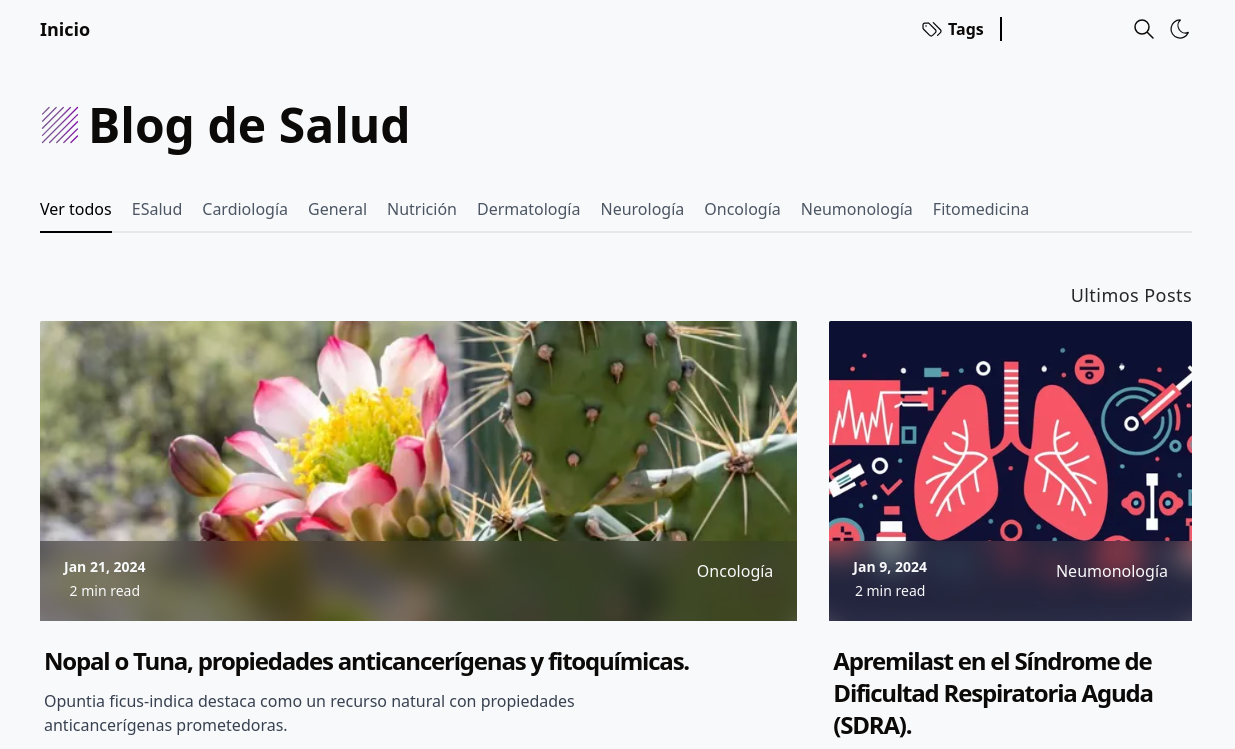 Inicio
Tags
Blog de Salud
Ver todos ESalud Cardiología General Nutrición Dermatología Neurología Oncología Neumonología Fitomedicina
Ultimos Posts
Jan 21, 2024
2 min read
Oncología
Jan 9, 2024
2 min read
Neumonología
Nopal o Tuna, propiedades anticancerígenas y fitoquímicas.
Opuntia ficus-indica destaca como un recurso natural con propiedades
anticancerígenas prometedoras.
Apremilast en el Síndrome de
Dificultad Respiratoria Aguda
(SDRA).